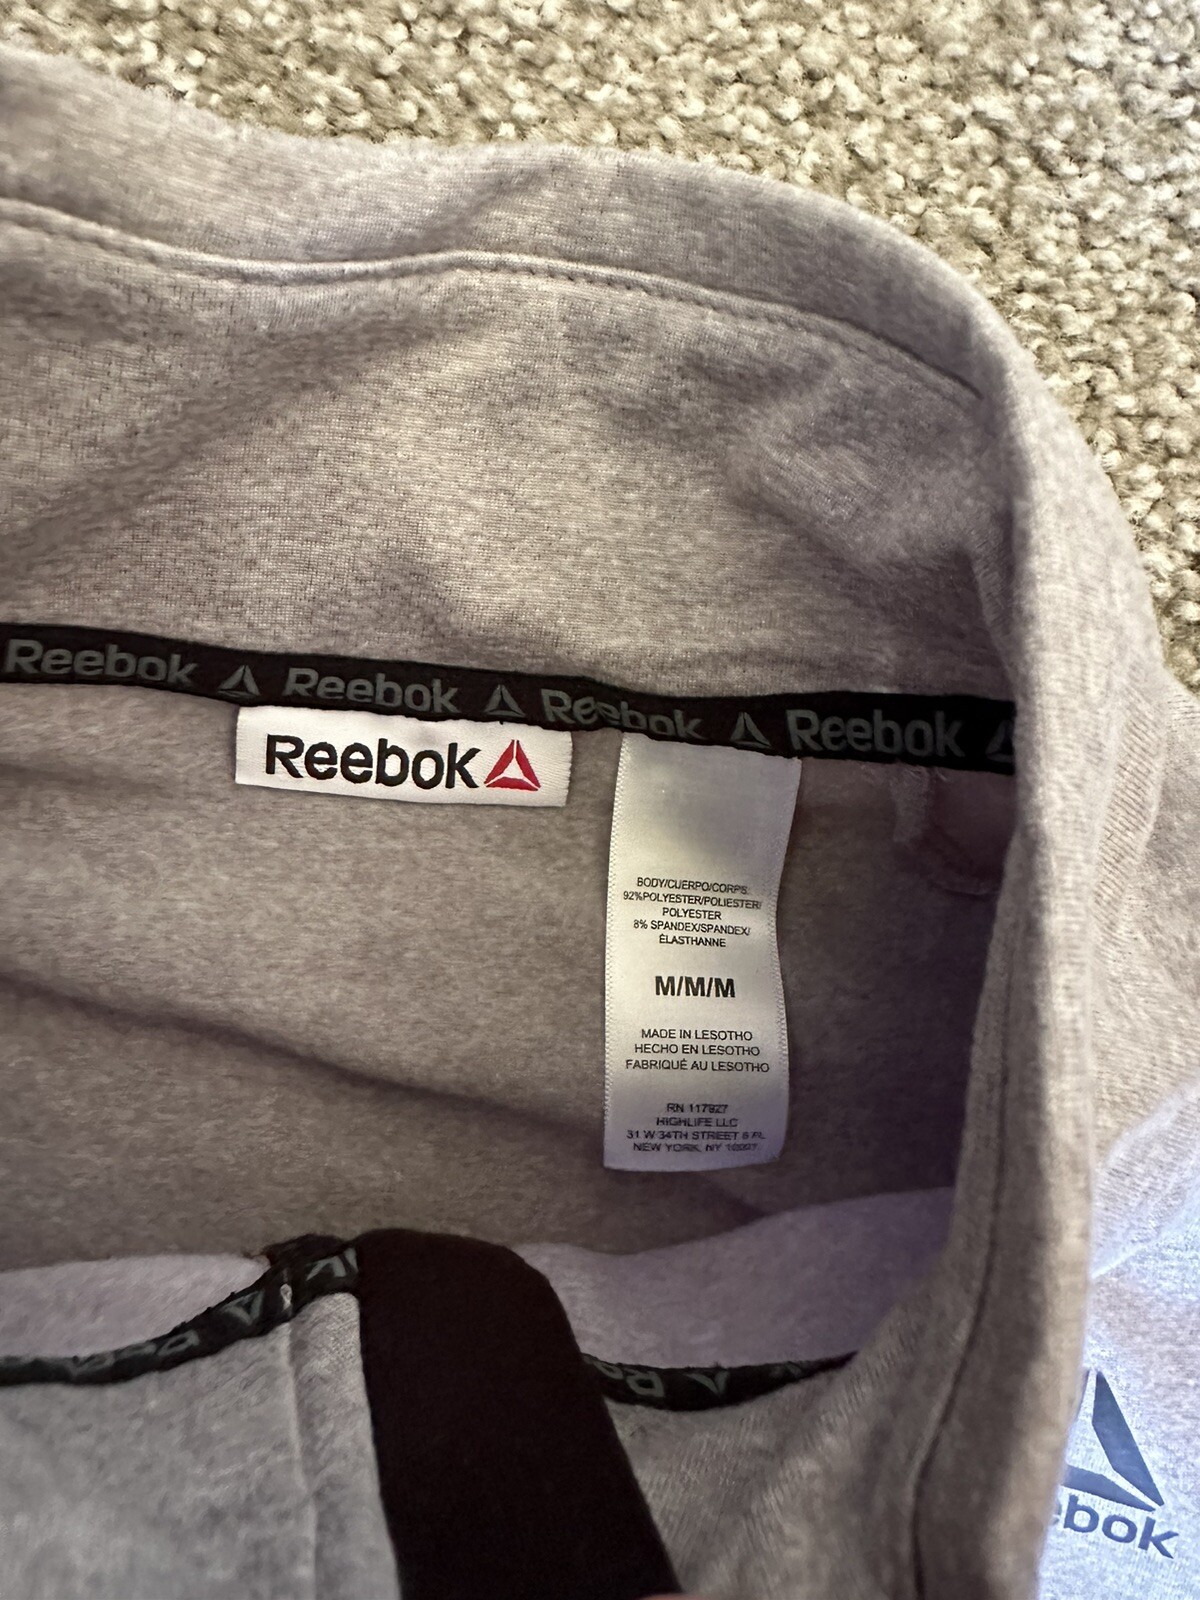 Reebok Reebok Reebok Reebok
Reebok
BODY/CUERPO/CORPS:
92%POLYESTER/POLIESTER/
POLYESTER
8% SPANDEX/SPANDEX/
ÉLASTHANNE
M/M/M
MADE IN LESOTHO
HECHO EN LESOTHO
FABRIQUÉ AU LESOTHO
RN 117927
HIGHLIFE LLC
31 W 34TH STREET
NEW YORK, NY
ebok